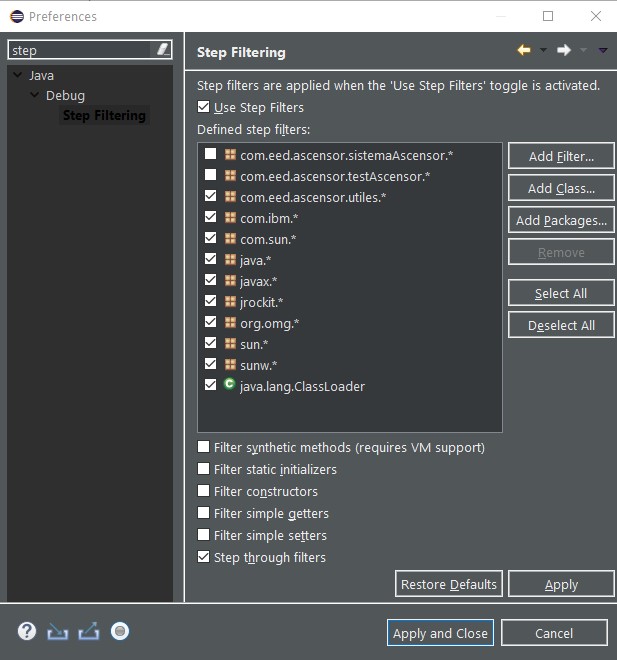 Preferences
step
Java
Debug
Step Filtering
Step Filtering
Step filters are applied when the 'Use Step Filters' toggle is activated.
Use Step Filters
Defined step filters:
com.eed.ascensor.sistemaAscensor.*
com.eed.ascensor.testAscensor.*
com.eed.ascensor.utiles.*
com.ibm.*
com.sun.*
java.*
javax.*
jrockit.*
org.omg.*
sun.*
sunw.*
java.lang.ClassLoader
Add Filter...
Add Class...
Add Packages...
Remove
Select All
Deselect All
Filter synthetic methods (requires VM support)
Filter static initializers
Filter constructors
Filter simple getters
Filter simple setters
Step through filters
Restore Defaults
Apply
Apply and Close
Cancel